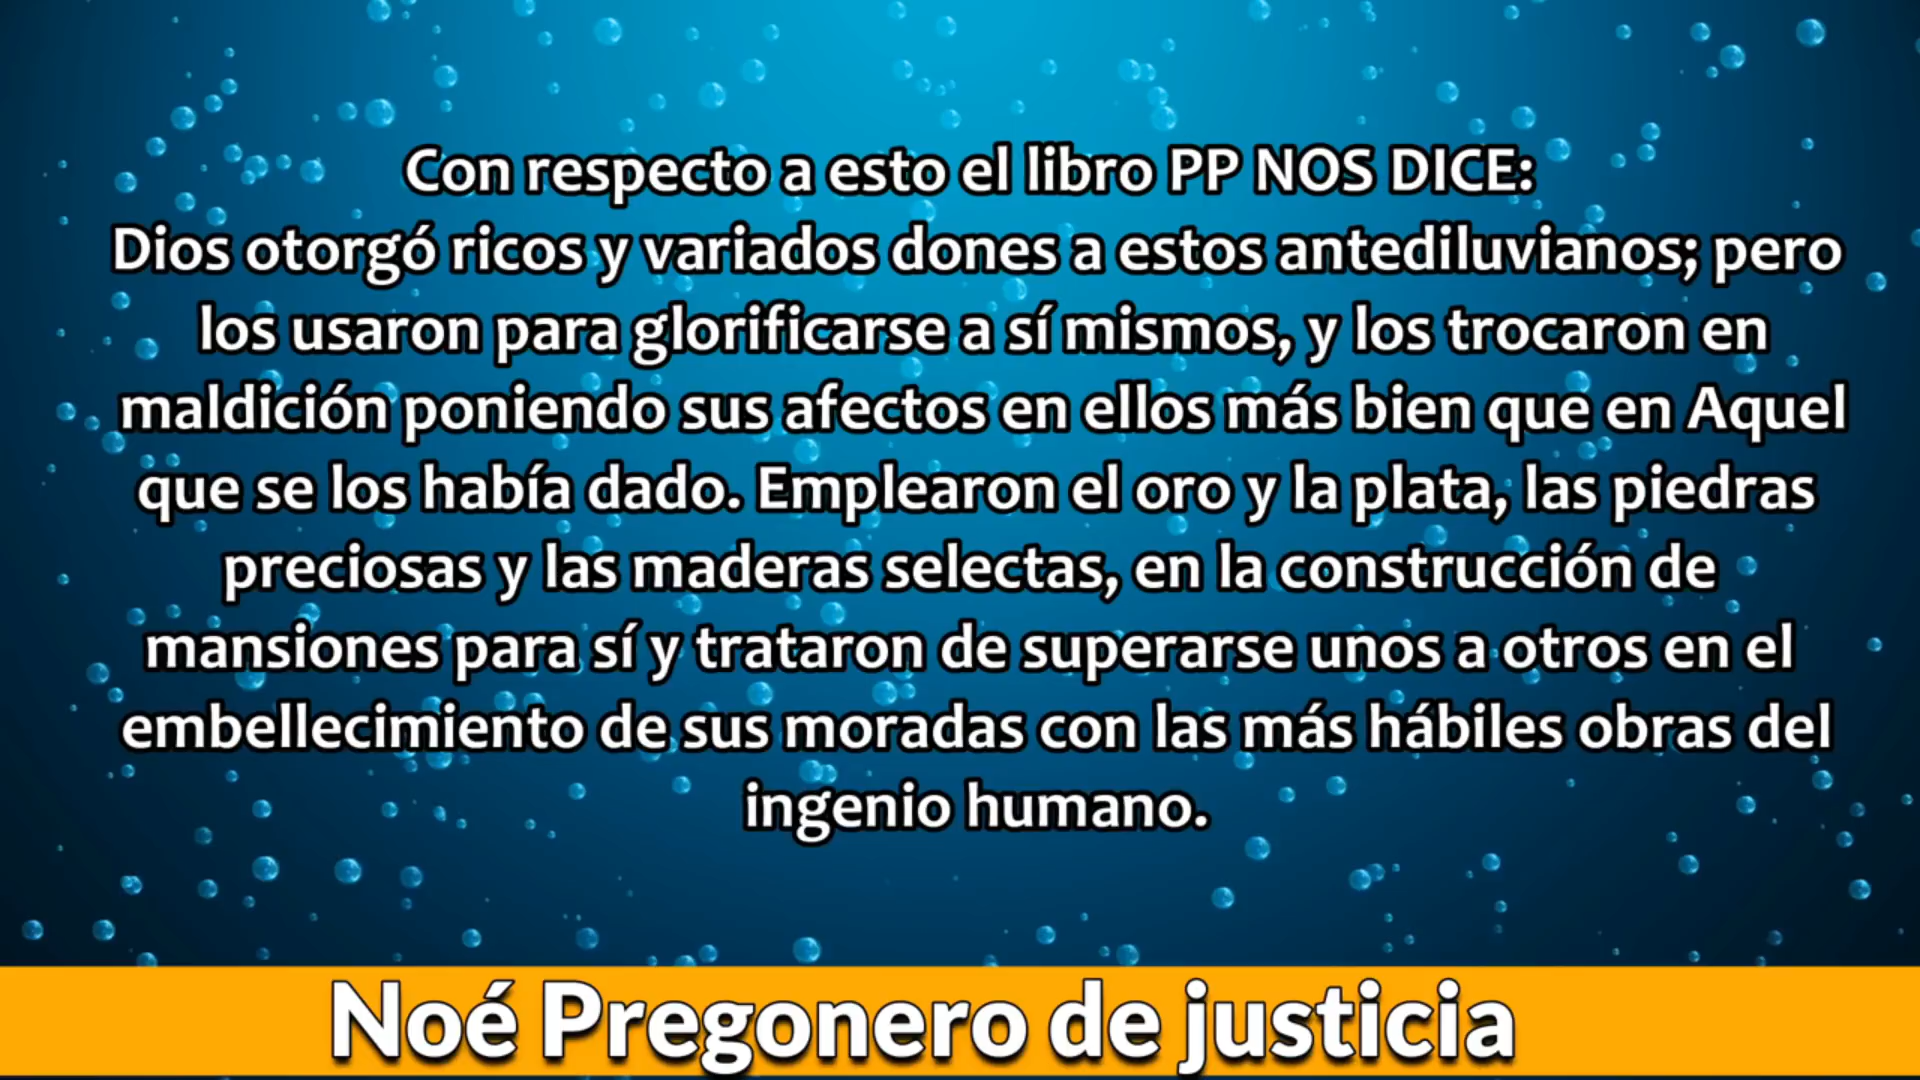 Con respecto a esto el libro PP NOS DICE:
Dios otorgó ricos y variados dones a estos antediluvianos; pero
los usaron para glorificarse a sí mismos, y los trocaron en
maldición poniendo sus afectos en ellos más bien que en Aquel
que se los había dado. Emplearon el oro y la plata, las piedras
preciosas y las maderas selectas, en la construcción de
mansiones para sí y trataron de superarse unos a otros en el
embellecimiento de sus moradas con las más hábiles obras del
ingenio humano.
Noé Pregonero de justicia